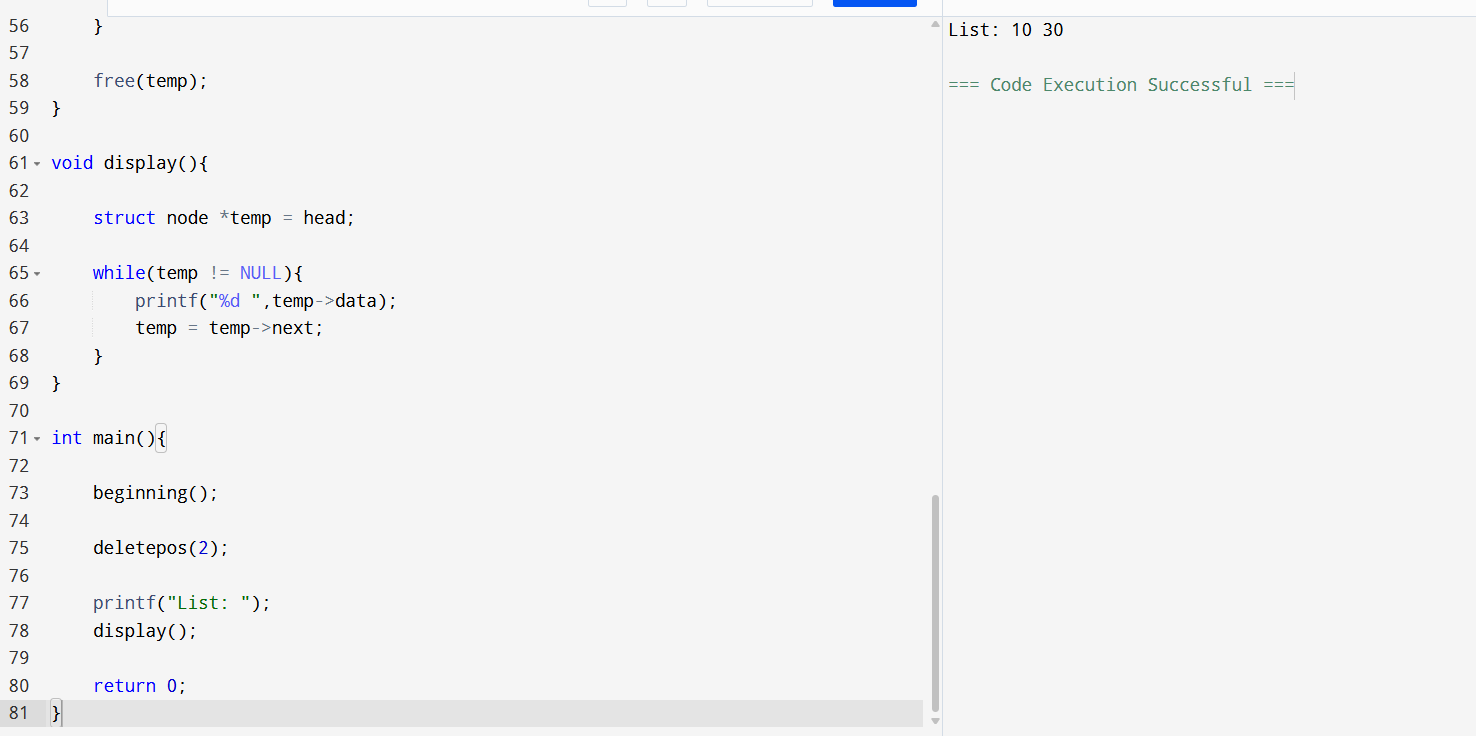 56 }
57
58 free(temp);
59 }
60
61 void display(){
62
63 struct node *temp = head;
64
65 while(temp != NULL){
66 printf("%d ",temp->data);
67 temp = temp->next;
68 }
69 }
70
71 int main(){
72
73 beginning();
74
75 deletepos(2);
76
77 printf("List: ");
78 display();
79
80 return 0;
81 }
List: 10 30
=== Code Execution Successful ===